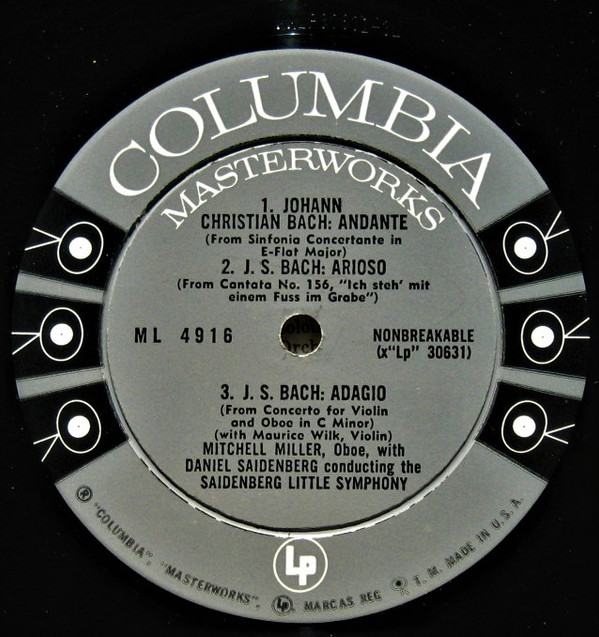 COLUMBIA
MASTERWORKS
1. JOHANN
CHRISTIAN BACH: ANDANTE
(From Sinfonia Concertante in
E-Flat Major)
2. J. S. BACH: ARIOSO
(From Cantata No. 156, "Ich steh' mit
einem Fuss im Grabe")
ML 4916
NONBREAKABLE
(x"Lp" 30631)
3. J. S. BACH: ADAGIO
(From Concerto for Violin
and Oboe in C Minor)
(with Maurice Wilk, Violin)
MITCHELL MILLER, Oboe, with
DANIEL SAIDENBERG conducting the
SAIDENBERG LITTLE SYMPHONY
Lp
® "COLUMBIA", "MASTERWORKS", Lp, MARCAS REG T. M. MADE IN U. S. A.